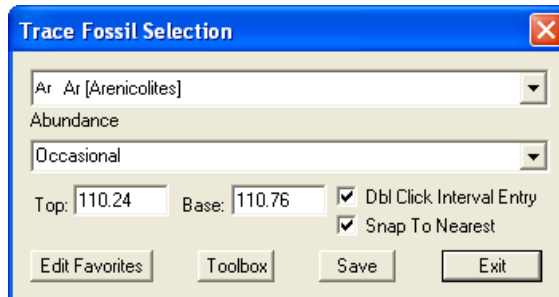 Trace Fossil Selection
Ar Ar [Arenicolites]
Abundance
Occasional
Top: 110.24 Base: 110.76 Dbl Click Interval Entry
Snap To Nearest
Edit Favorites Toolbox Save Exit